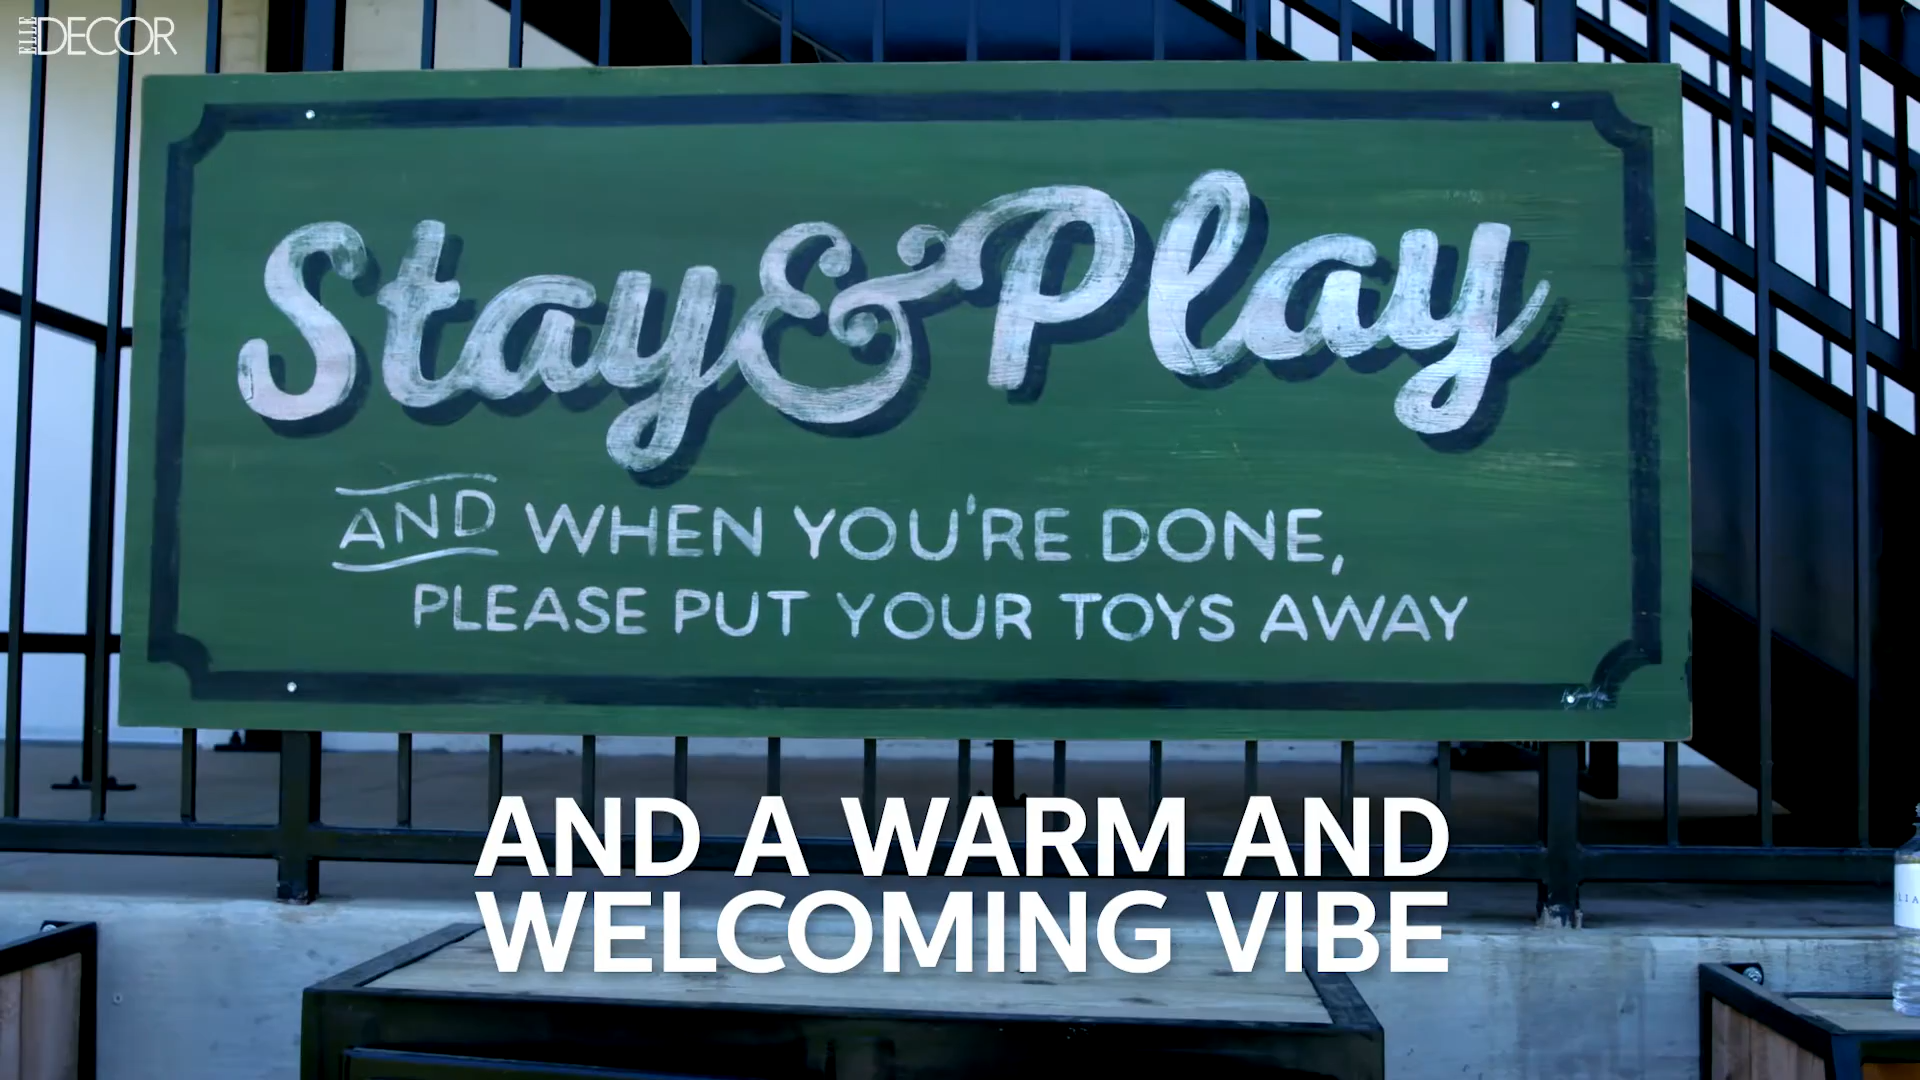 ELLE DECOR
Stay & Play
AND WHEN YOU'RE DONE,
PLEASE PUT YOUR TOYS AWAY
AND A WARM AND
WELCOMING VIBE